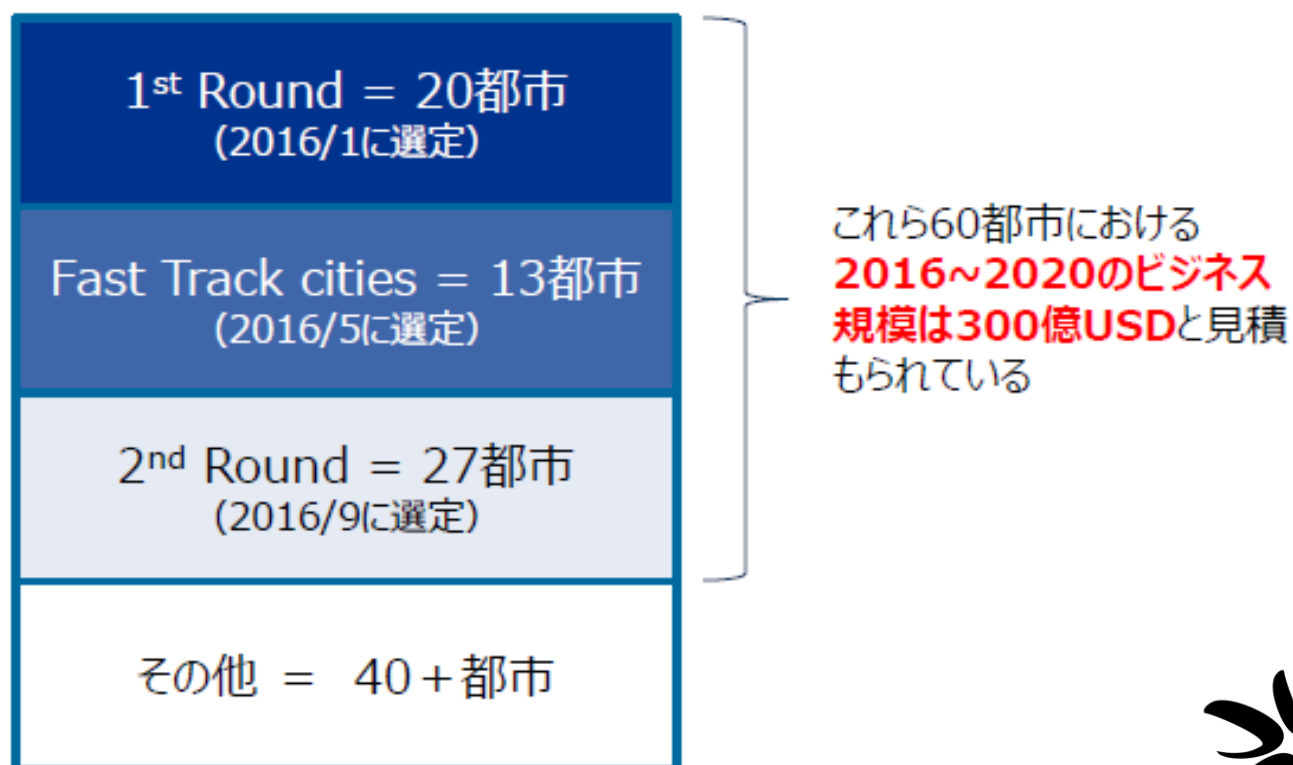 1st Round = 20都市
(2016/1に選定)
Fast Track cities = 13都市
(2016/5に選定)
2nd Round = 27都市
(2016/9に選定)
その他 = 40+都市
これら60都市における
2016~2020のビジネス
規模は300億USDと見積
もられている